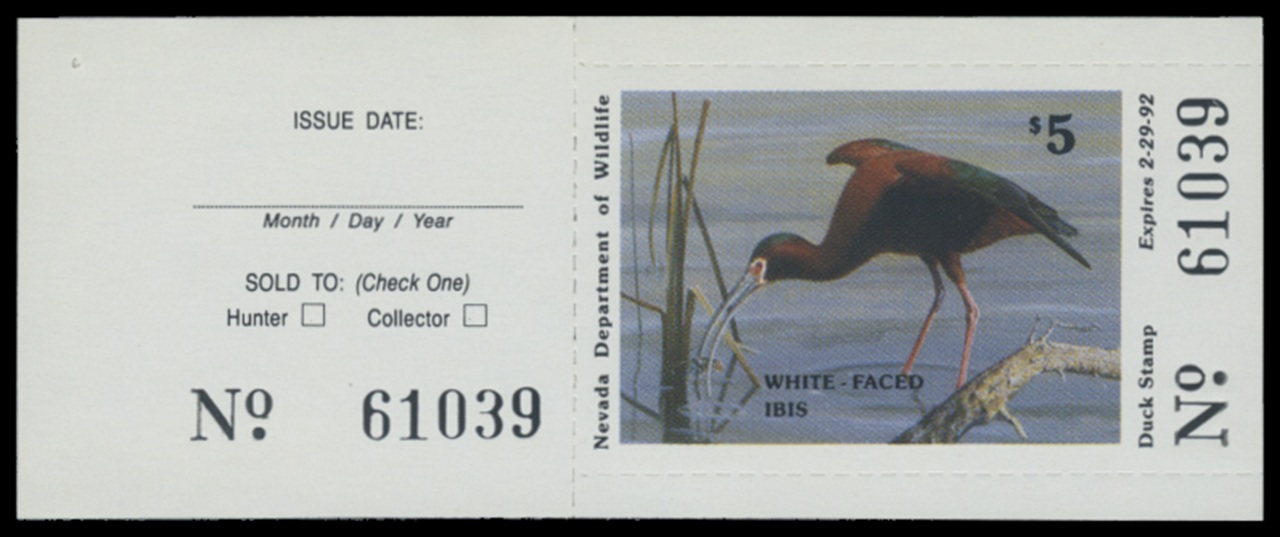 ISSUE DATE:
Month / Day / Year
SOLD TO: (Check One)
Hunter Collector
Nº 61039
Nevada Department of Wildlife
$5
WHITE - FACED
IBIS
Duck Stamp Expires 2-29-92
Nº 61039